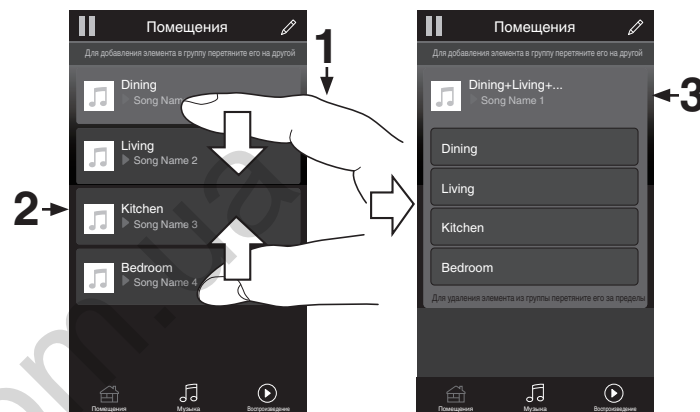 Помещения
Для добавления элемента в группу перетяните его на другой
Dining
Song Nam
Living
Song Name 2
Kitchen
Song Name 3
Bedroom
Song Name 4
Помещения
Музыка
Воспроизведение
1
2
Помещения
Для добавления элемента в группу перетяните его на другой
Dining+Living+...
Song Name 1
Dining
Living
Kitchen
Bedroom
Для удаления элемента из группы перетяните его за пределы
Помещения
Музыка
Воспроизведение
3
om.ua